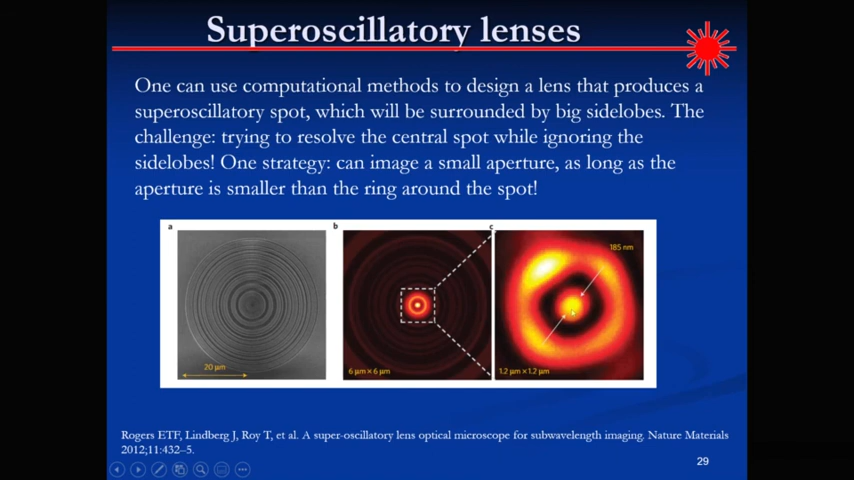 Superoscillatory lenses
One can use computational methods to design a lens that produces a
superoscillatory spot, which will be surrounded by big sidelobes. The
challenge: trying to resolve the central spot while ignoring the
sidelobes! One strategy: can image a small aperture, as long as the
aperture is smaller than the ring around the spot!
a
b
c
185 nm
20 µm
6 µm×6 µm
1.2 µm×1.2 µm
Rogers ETF, Lindberg J, Roy T, et al. A super-oscillatory lens optical microscope for subwavelength imaging. Nature Materials
2012;11:432–5.
29